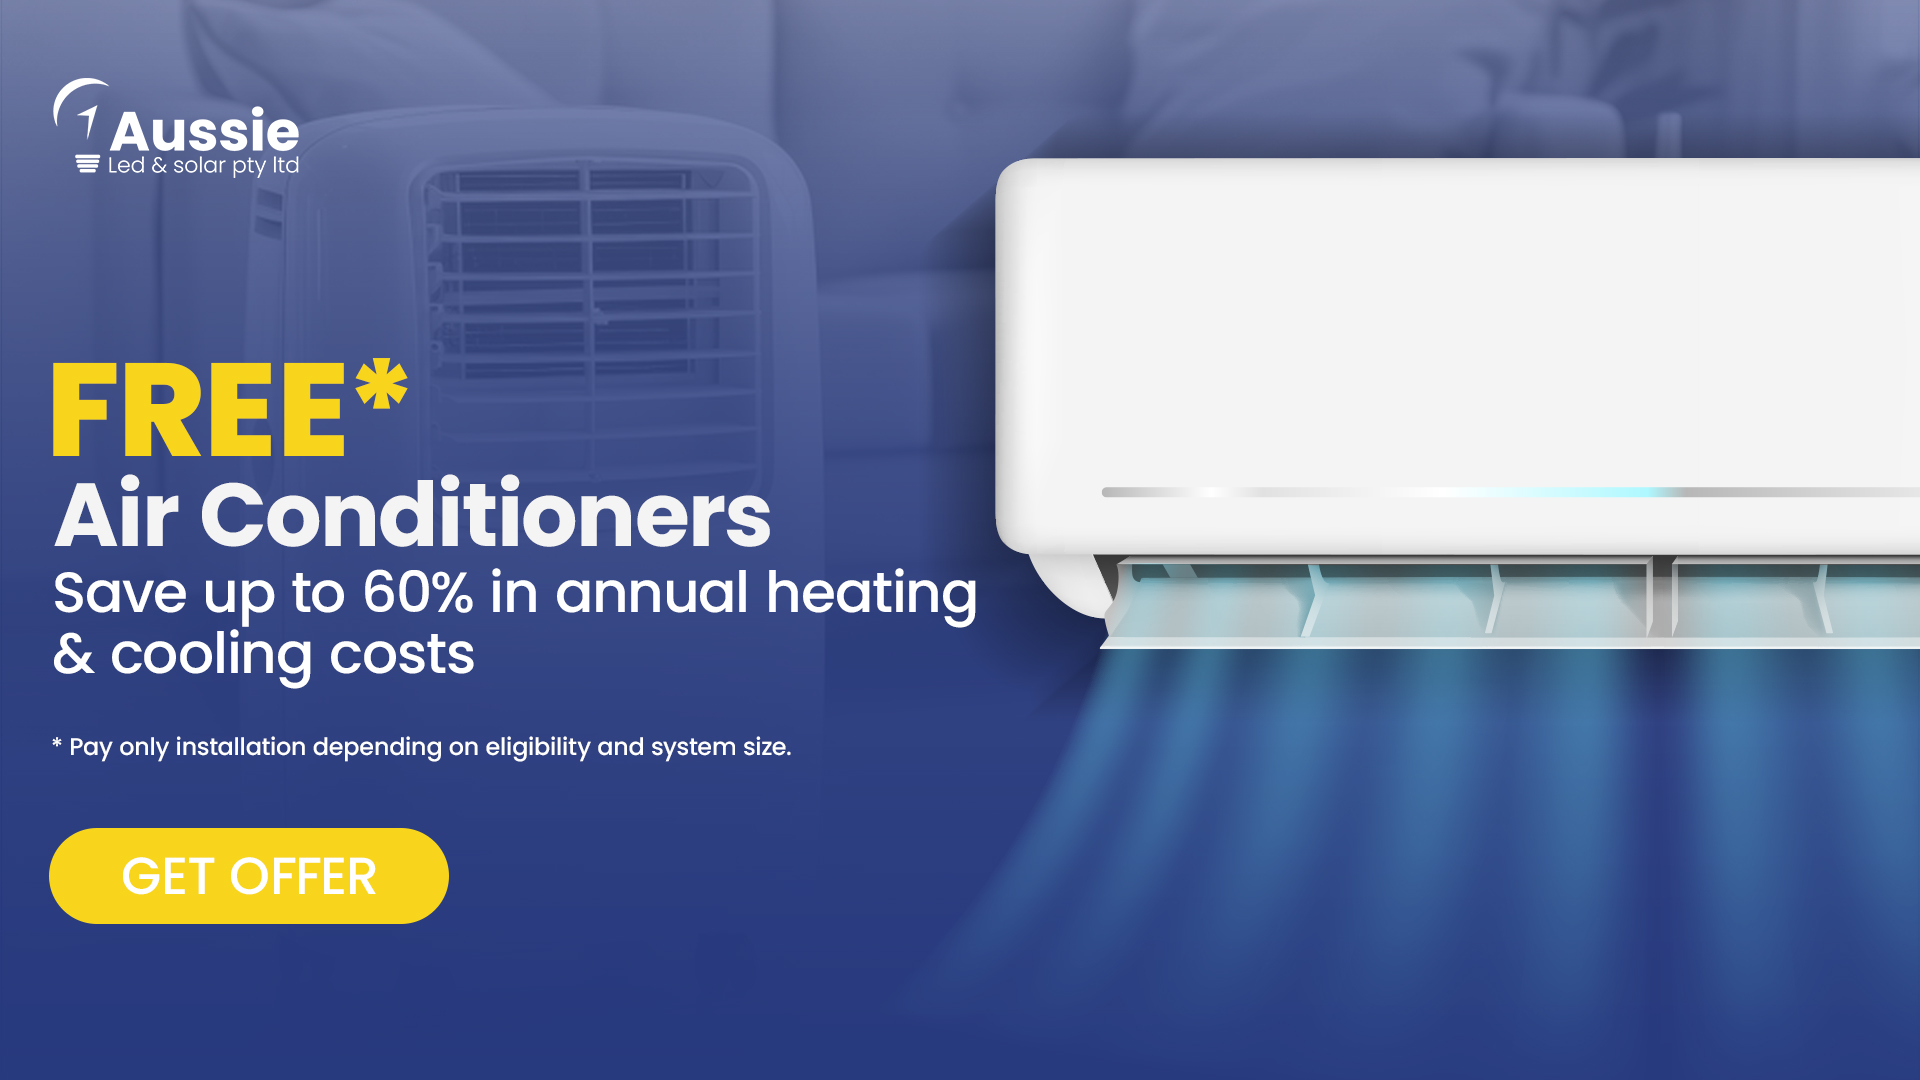 Aussie
Led & solar pty ltd
FREE*
Air Conditioners
Save up to 60% in annual heating
& cooling costs
* Pay only installation depending on eligibility and system size.
GET OFFER